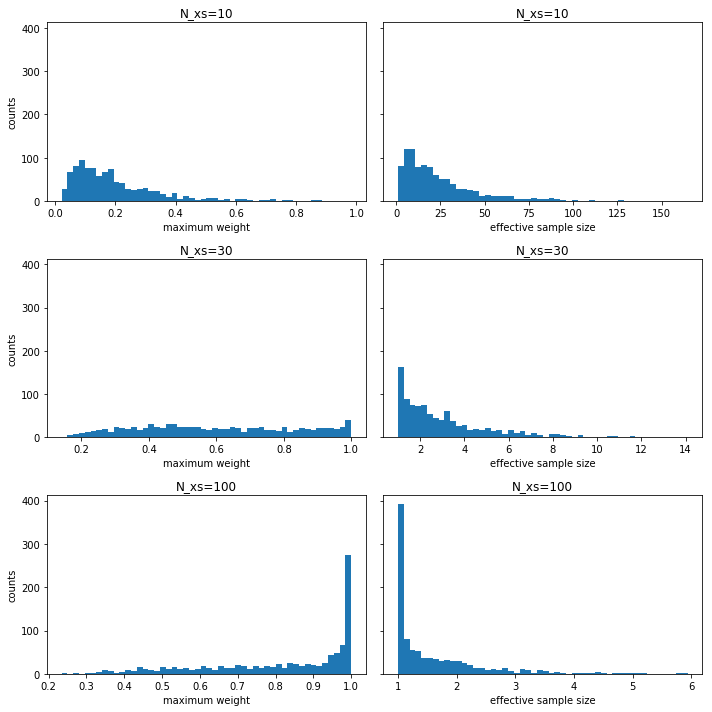 N_xs=10
N_xs=10
400
300
200
100
0
counts
0.0 0.2 0.4 0.6 0.8 1.0
0 25 50 75 100 125 150
maximum weight
effective sample size
N_xs=30
N_xs=30
400
300
200
100
0
counts
0.2 0.4 0.6 0.8 1.0
2 4 6 8 10 12 14
maximum weight
effective sample size
N_xs=100
N_xs=100
400
300
200
100
0
counts
0.2 0.3 0.4 0.5 0.6 0.7 0.8 0.9 1.0
1 2 3 4 5 6
maximum weight
effective sample size